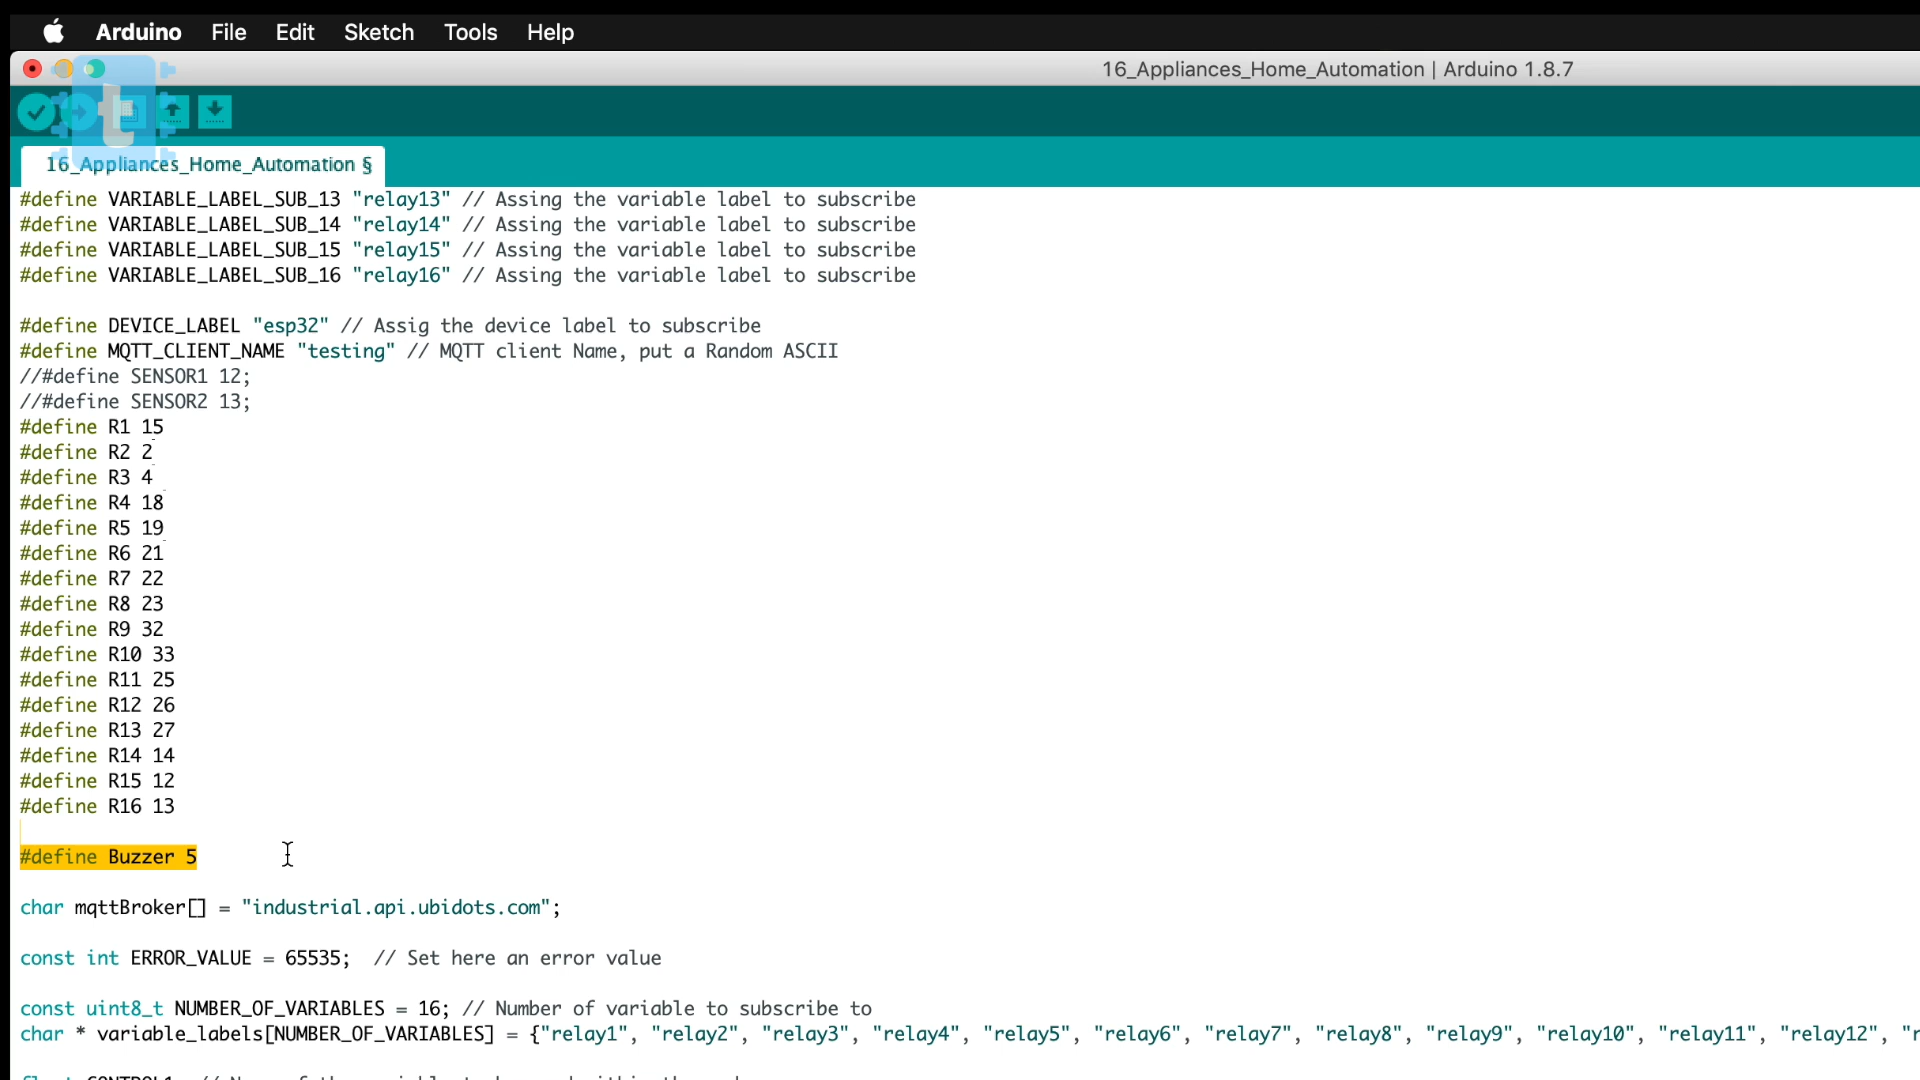 Arduino File Edit Sketch Tools Help
16_Appliances_Home_Automation | Arduino 1.8.7
t
16_Appliances_Home_Automation §
#define VARIABLE_LABEL_SUB_13 "relay13" // Assing the variable label to subscribe
#define VARIABLE_LABEL_SUB_14 "relay14" // Assing the variable label to subscribe
#define VARIABLE_LABEL_SUB_15 "relay15" // Assing the variable label to subscribe
#define VARIABLE_LABEL_SUB_16 "relay16" // Assing the variable label to subscribe
#define DEVICE_LABEL "esp32" // Assig the device label to subscribe
#define MQTT_CLIENT_NAME "testing" // MQTT client Name, put a Random ASCII
//#define SENSOR1 12;
//#define SENSOR2 13;
#define R1 15
#define R2 2
#define R3 4
#define R4 18
#define R5 19
#define R6 21
#define R7 22
#define R8 23
#define R9 32
#define R10 33
#define R11 25
#define R12 26
#define R13 27
#define R14 14
#define R15 12
#define R16 13
#define Buzzer 5
char mqttBroker[] = "industrial.api.ubidots.com";
const int ERROR_VALUE = 65535; // Set here an error value
const uint8_t NUMBER_OF_VARIABLES = 16; // Number of variable to subscribe to
char * variable_labels[NUMBER_OF_VARIABLES] = {"relay1", "relay2", "relay3", "relay4", "relay5", "relay6", "relay7", "relay8", "relay9", "relay10", "relay11", "relay12",